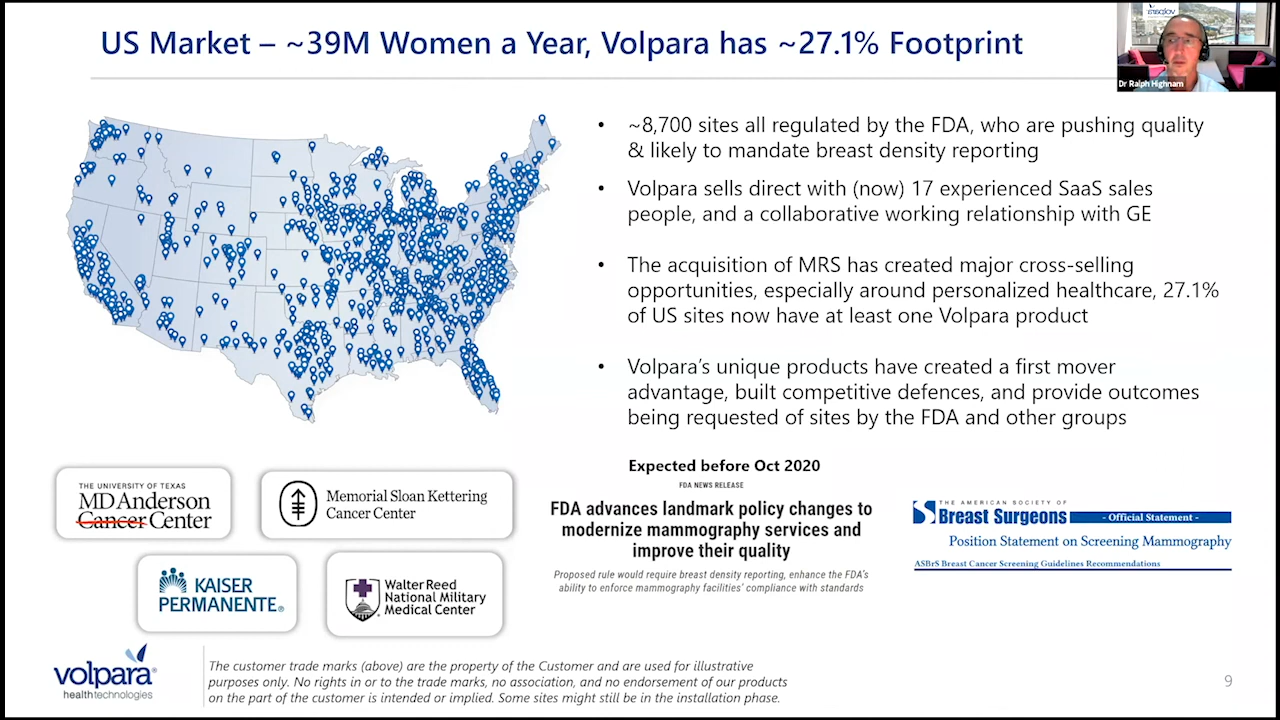 US Market – ~39M Women a Year, Volpara has ~27.1% Footprint
Dr Ralph Highnam
• ~8,700 sites all regulated by the FDA, who are pushing quality
& likely to mandate breast density reporting
• Volpara sells direct with (now) 17 experienced SaaS sales
people, and a collaborative working relationship with GE
• The acquisition of MRS has created major cross-selling
opportunities, especially around personalized healthcare, 27.1%
of US sites now have at least one Volpara product
• Volpara’s unique products have created a first mover
advantage, built competitive defences, and provide outcomes
being requested of sites by the FDA and other groups
THE UNIVERSITY OF TEXAS
MD Anderson
Cancer Center
Memorial Sloan Kettering
Cancer Center
KAISER
PERMANENTE®
Walter Reed
National Military
Medical Center
Expected before Oct 2020
FDA NEWS RELEASE
FDA advances landmark policy changes to
modernize mammography services and
improve their quality
Proposed rule would require breast density reporting, enhance the FDA’s
ability to enforce mammography facilities’ compliance with standards
THE AMERICAN SOCIETY OF
Breast Surgeons - Official Statement -
Position Statement on Screening Mammography
ASBrS Breast Cancer Screening Guidelines Recommendations
volpara®
healthtechnologies
The customer trade marks (above) are the property of the Customer and are used for illustrative
purposes only. No rights in or to the trade marks, no association, and no endorsement of our products
on the part of the customer is intended or implied. Some sites might still be in the installation phase.
9